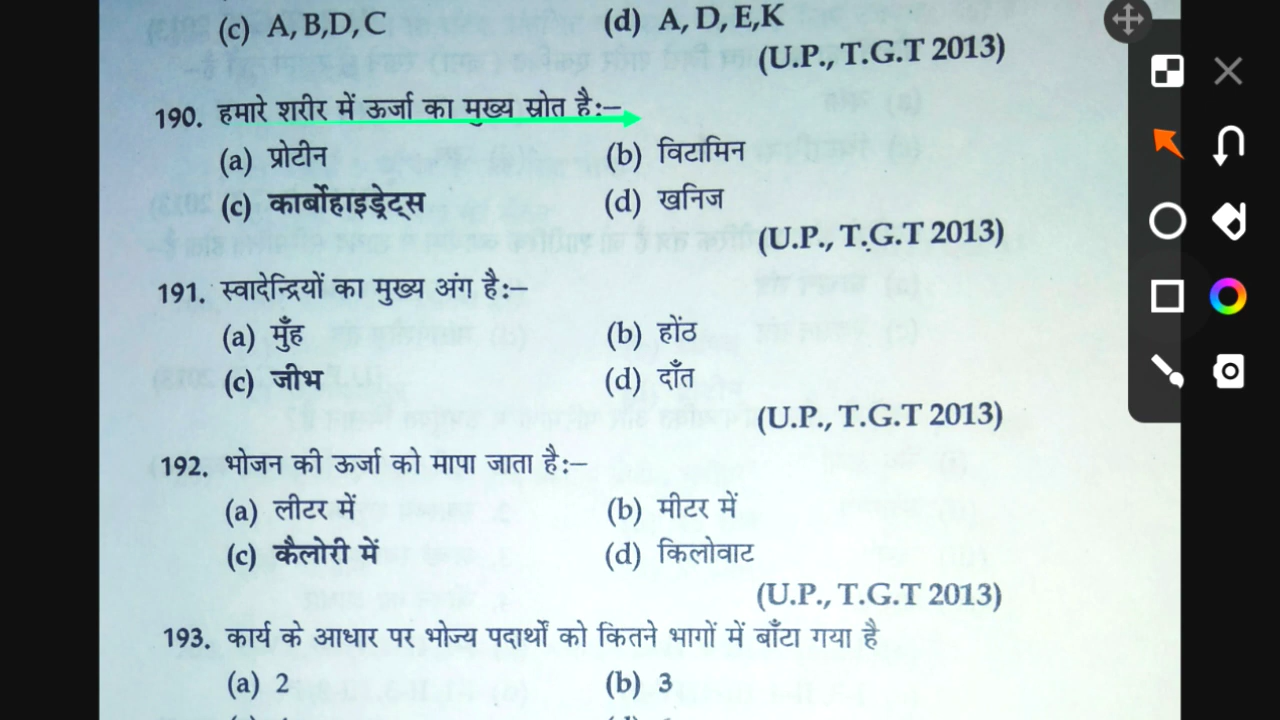 (c) A, B,D, C (d) A, D, E,K
(U.P., T.G.T 2013)
190. हमारे शरीर में ऊर्जा का मुख्य स्रोत है:–
(a) प्रोटीन (b) विटामिन
(c) कार्बोहाइड्रेट्स (d) खनिज
(U.P., T.G.T 2013)
191. स्वादेन्द्रियों का मुख्य अंग है:–
(a) मुँह (b) होंठ
(c) जीभ (d) दाँत
(U.P., T.G.T 2013)
192. भोजन की ऊर्जा को मापा जाता है:–
(a) लीटर में (b) मीटर में
(c) कैलोरी में (d) किलोवाट
(U.P., T.G.T 2013)
193. कार्य के आधार पर भोज्य पदार्थों को कितने भागों में बाँटा गया है
(a) 2 (b) 3